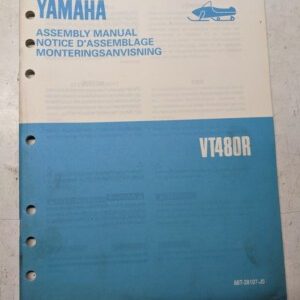 YAMAHA
ASSEMBLY MANUAL
NOTICE D'ASSEMBLAGE
MONTERINGSANVISNING
VT480R